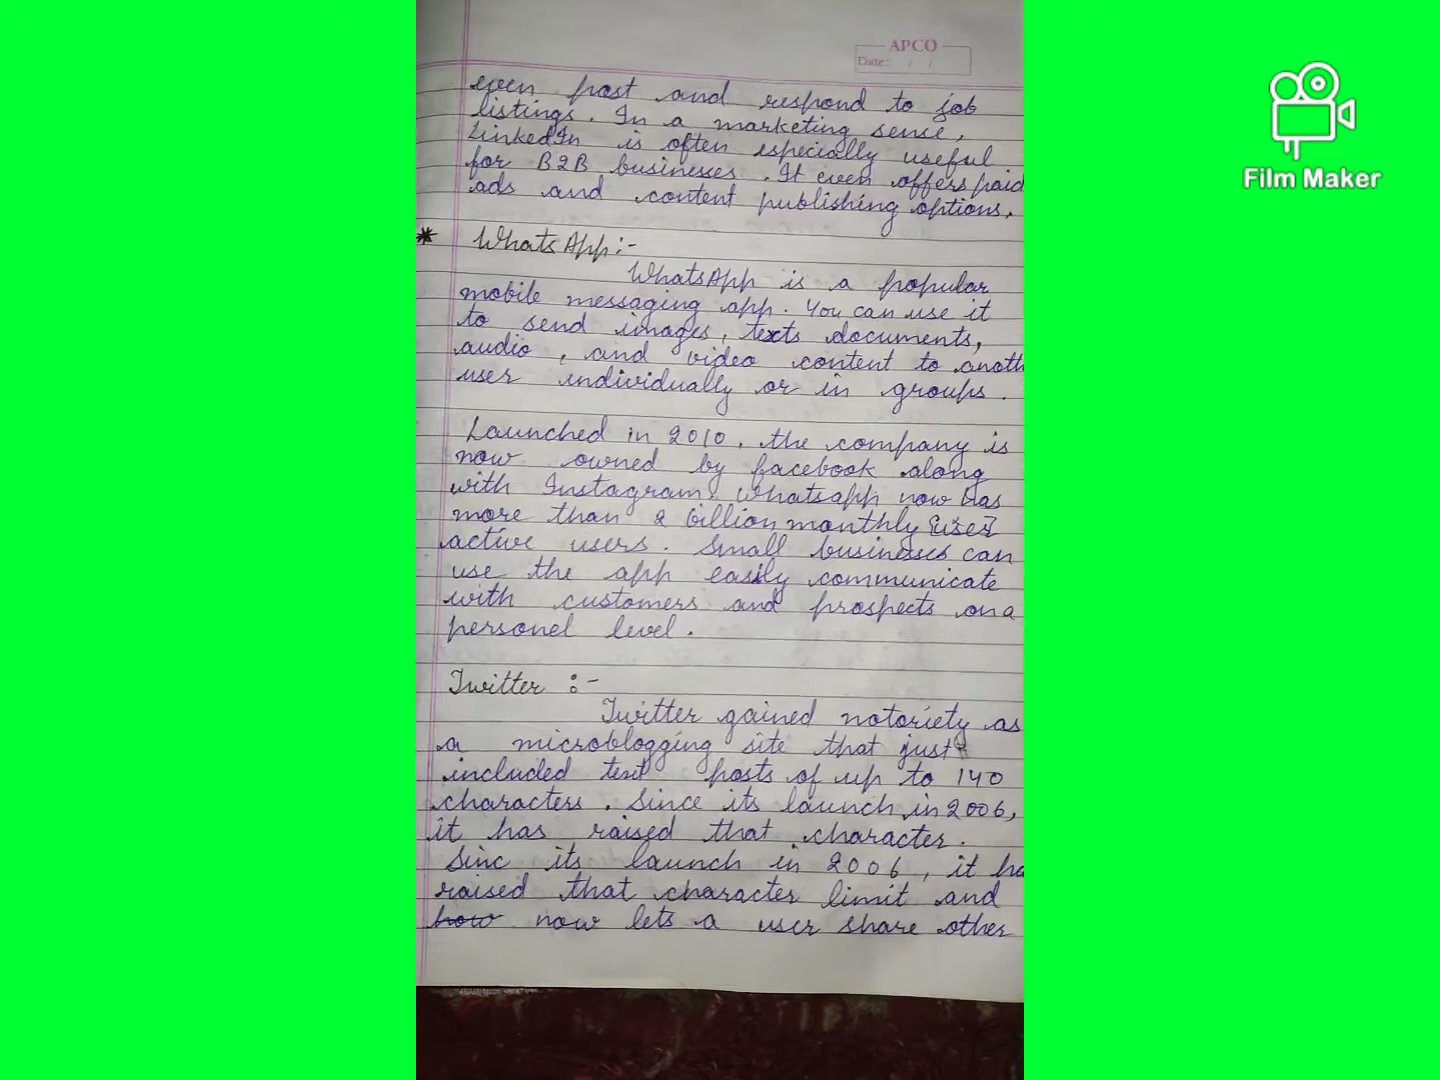 APCO
Date: / /
even post and respond to job
listings. In a marketing sense,
LinkedIn is often especially useful
for B2B businesses. It even offers paid
ads and content publishing options.
* WhatsApp:-
WhatsApp is a popular
mobile messaging app. You can use it
to send images, texts documents,
audio, and video content to anoth
user individually or in groups.
Launched in 2010. the company is
now owned by facebook along
with Instagram. Whatsapp now has
more than 2 billion monthly
active users. Small businesses can
use the app easily communicate
with customers and prospects on a
personel level.
Twitter :-
Twitter gained notoriety as
a microblogging site that just
included text posts of up to 140
characters. Since its launch in 2006,
it has raised that character.
Sinc its launch in 2006, it ha
raised that character limit and
how now lets a user share other
Film Maker